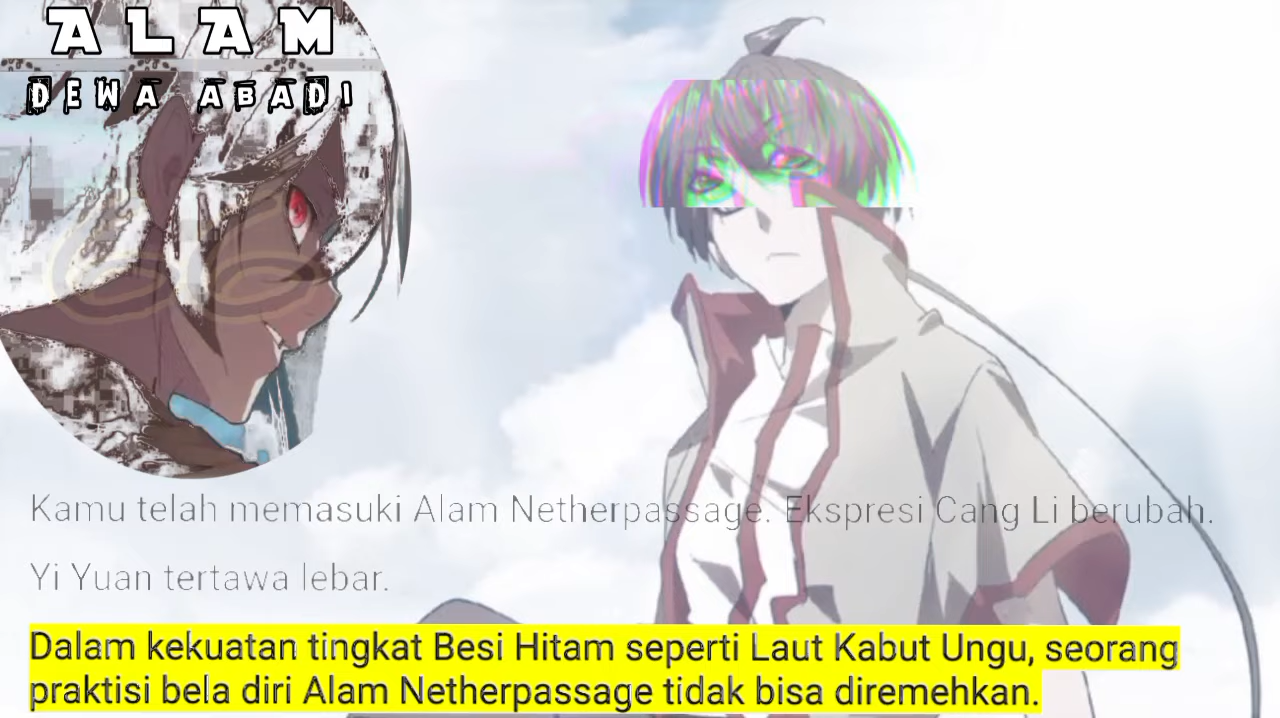 ALAM
DEWA ABADI
Kamu telah memasuki Alam Netherpassage. Ekspresi Cang Li berubah.
Yi Yuan tertawa lebar.
Dalam kekuatan tingkat Besi Hitam seperti Laut Kabut Ungu, seorang
praktisi bela diri Alam Netherpassage tidak bisa diremehkan.